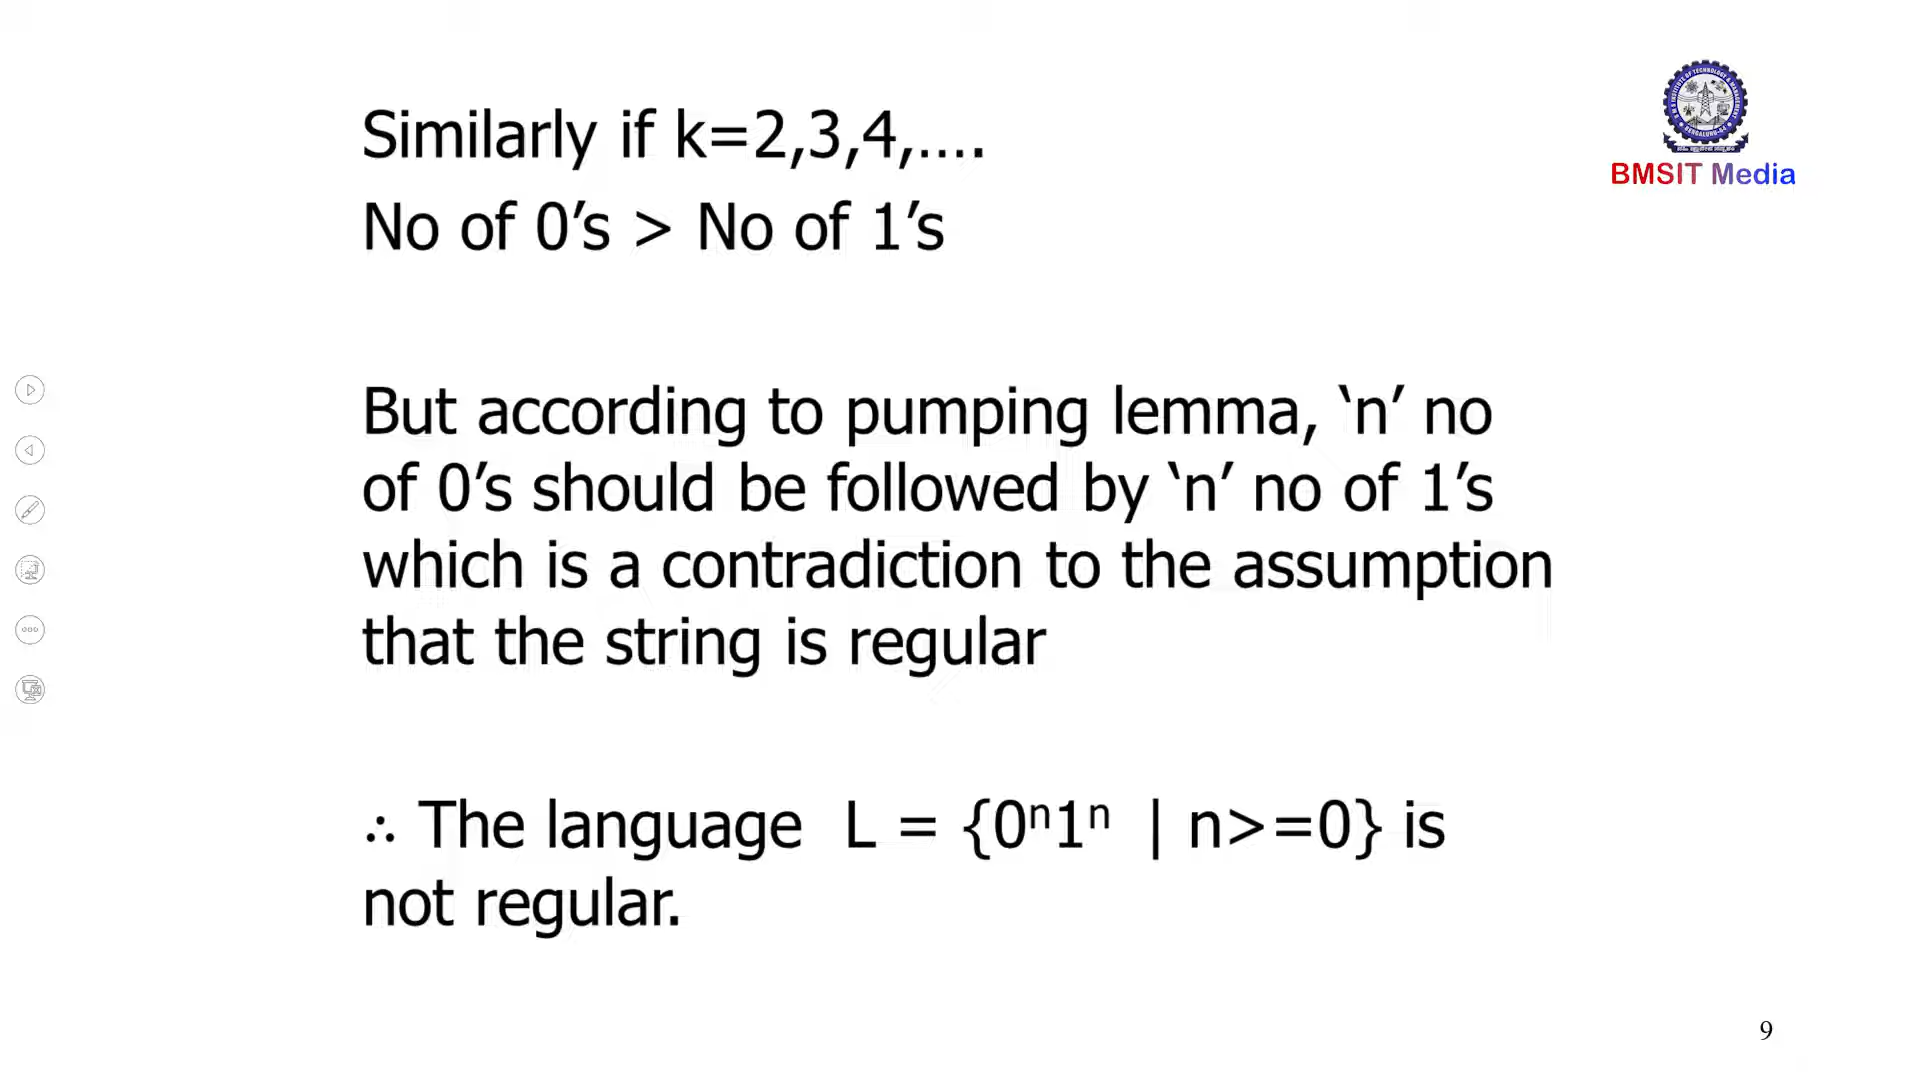 Similarly if k=2,3,4,....
No of 0’s > No of 1’s
But according to pumping lemma, ‘n’ no
of 0’s should be followed by ‘n’ no of 1’s
which is a contradiction to the assumption
that the string is regular
∴ The language L = {0ⁿ1ⁿ | n>=0} is
not regular.
BMSIT Media
9